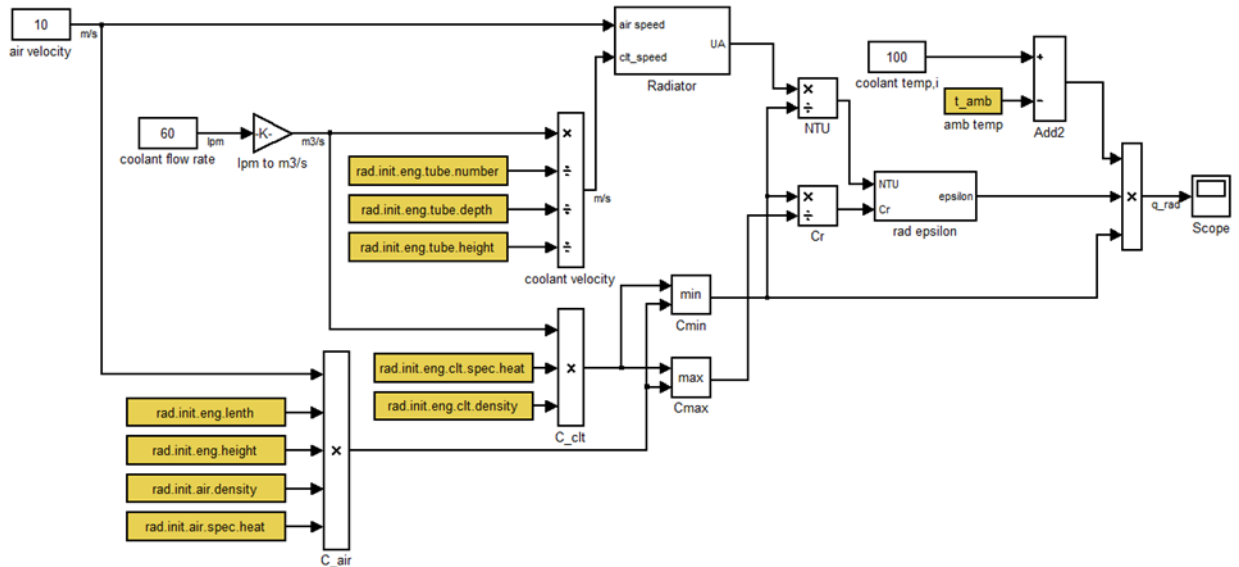 10
m/s
air velocity
air speed
clt_speed
UA
Radiator
100
coolant temp,i
t_amb
amb temp
+
−
Add2
×
÷
NTU
60
lpm
coolant flow rate
-K-
m3/s
lpm to m3/s
rad.init.eng.tube.number
rad.init.eng.tube.depth
rad.init.eng.tube.height
×
÷
÷
÷
m/s
coolant velocity
×
÷
Cr
NTU
Cr
epsilon
rad epsilon
×
q_rad
Scope
min
Cmin
max
Cmax
rad.init.eng.clt.spec.heat
rad.init.eng.clt.density
×
C_clt
rad.init.eng.lenth
rad.init.eng.height
rad.init.air.density
rad.init.air.spec.heat
×
C_air